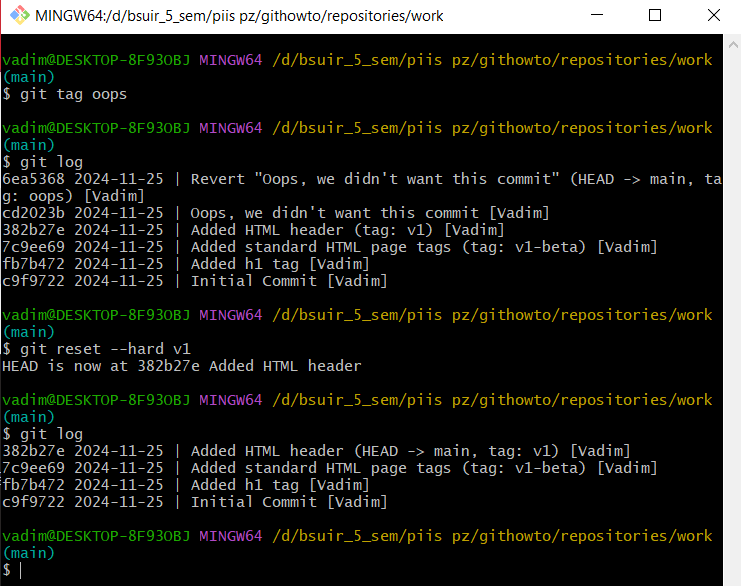 MINGW64:/d/bsuir_5_sem/piis pz/githowto/repositories/work
vadim@DESKTOP-8F93OBJ MINGW64 /d/bsuir_5_sem/piis pz/githowto/repositories/work
(main)
$ git tag oops
vadim@DESKTOP-8F93OBJ MINGW64 /d/bsuir_5_sem/piis pz/githowto/repositories/work
(main)
$ git log
6ea5368 2024-11-25 | Revert "Oops, we didn't want this commit" (HEAD -> main, ta
g: oops) [Vadim]
cd2023b 2024-11-25 | Oops, we didn't want this commit [Vadim]
382b27e 2024-11-25 | Added HTML header (tag: v1) [Vadim]
7c9ee69 2024-11-25 | Added standard HTML page tags (tag: v1-beta) [Vadim]
fb7b472 2024-11-25 | Added h1 tag [Vadim]
c9f9722 2024-11-25 | Initial Commit [Vadim]
vadim@DESKTOP-8F93OBJ MINGW64 /d/bsuir_5_sem/piis pz/githowto/repositories/work
(main)
$ git reset --hard v1
HEAD is now at 382b27e Added HTML header
vadim@DESKTOP-8F93OBJ MINGW64 /d/bsuir_5_sem/piis pz/githowto/repositories/work
(main)
$ git log
382b27e 2024-11-25 | Added HTML header (HEAD -> main, tag: v1) [Vadim]
7c9ee69 2024-11-25 | Added standard HTML page tags (tag: v1-beta) [Vadim]
fb7b472 2024-11-25 | Added h1 tag [Vadim]
c9f9722 2024-11-25 | Initial Commit [Vadim]
vadim@DESKTOP-8F93OBJ MINGW64 /d/bsuir_5_sem/piis pz/githowto/repositories/work
(main)
$